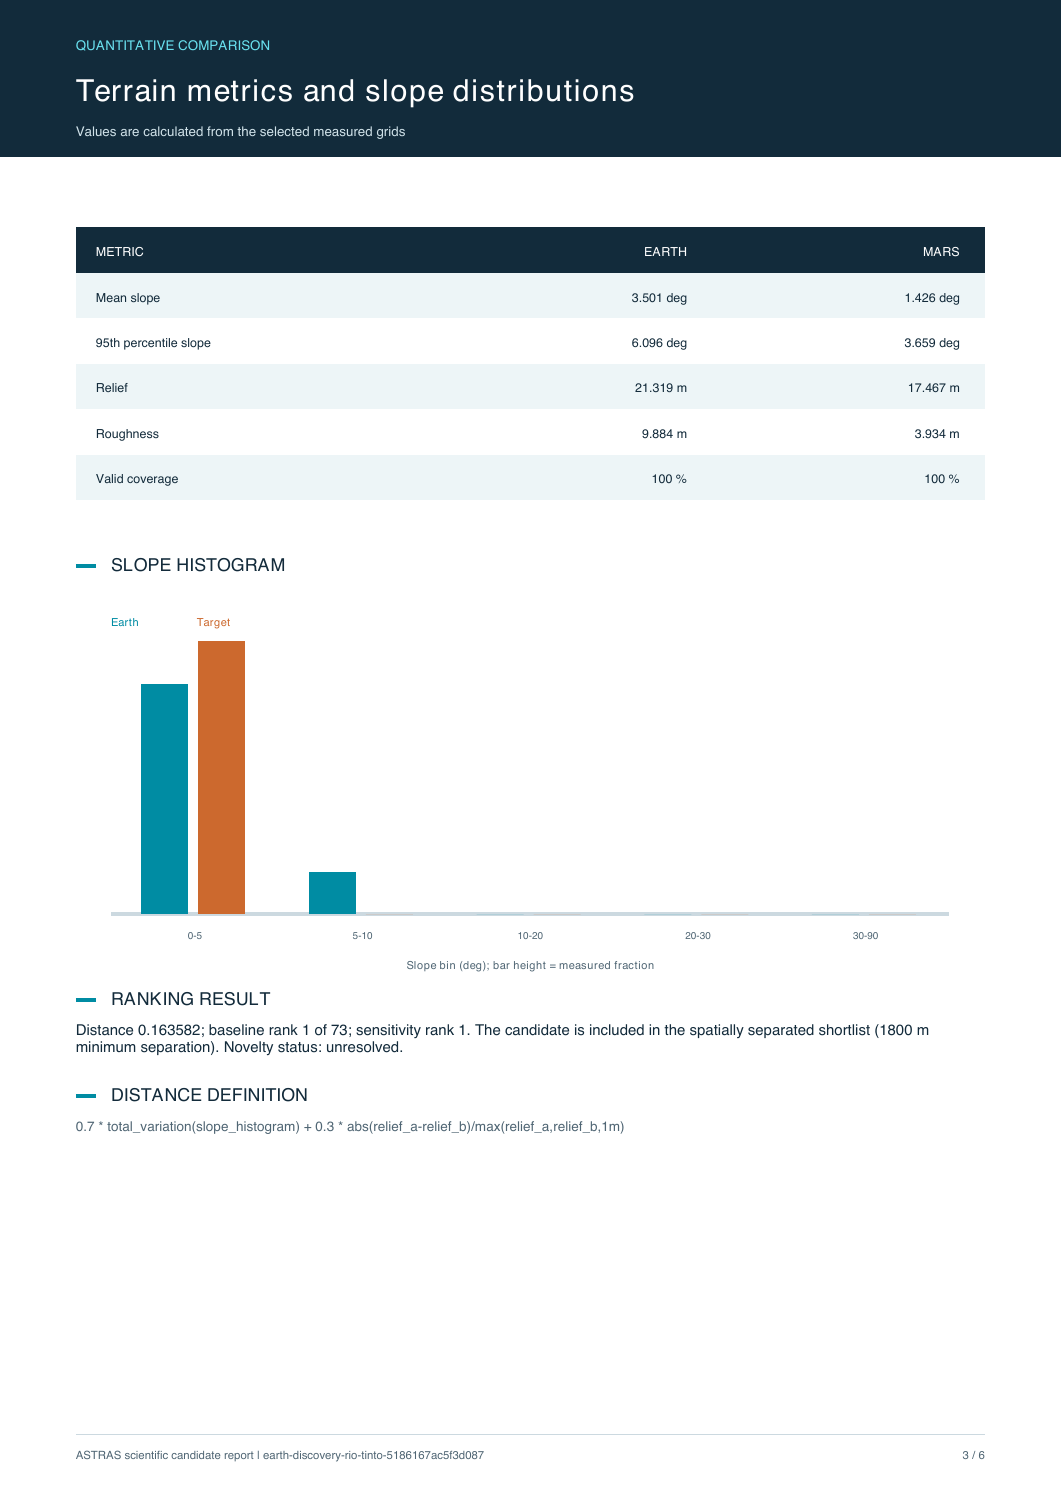 QUANTITATIVE COMPARISON
Terrain metrics and slope distributions
Values are calculated from the selected measured grids
METRIC EARTH MARS
Mean slope 3.501 deg 1.426 deg
95th percentile slope 6.096 deg 3.659 deg
Relief 21.319 m 17.467 m
Roughness 9.884 m 3.934 m
Valid coverage 100 % 100 %
SLOPE HISTOGRAM
Earth Target
0-5 5-10 10-20 20-30 30-90
Slope bin (deg); bar height = measured fraction
RANKING RESULT
Distance 0.163582; baseline rank 1 of 73; sensitivity rank 1. The candidate is included in the spatially separated shortlist (1800 m
minimum separation). Novelty status: unresolved.
DISTANCE DEFINITION
0.7 * total_variation(slope_histogram) + 0.3 * abs(relief_a-relief_b)/max(relief_a,relief_b,1m)
ASTRAS scientific candidate report | earth-discovery-rio-tinto-5186167ac5f3d087 3 / 6